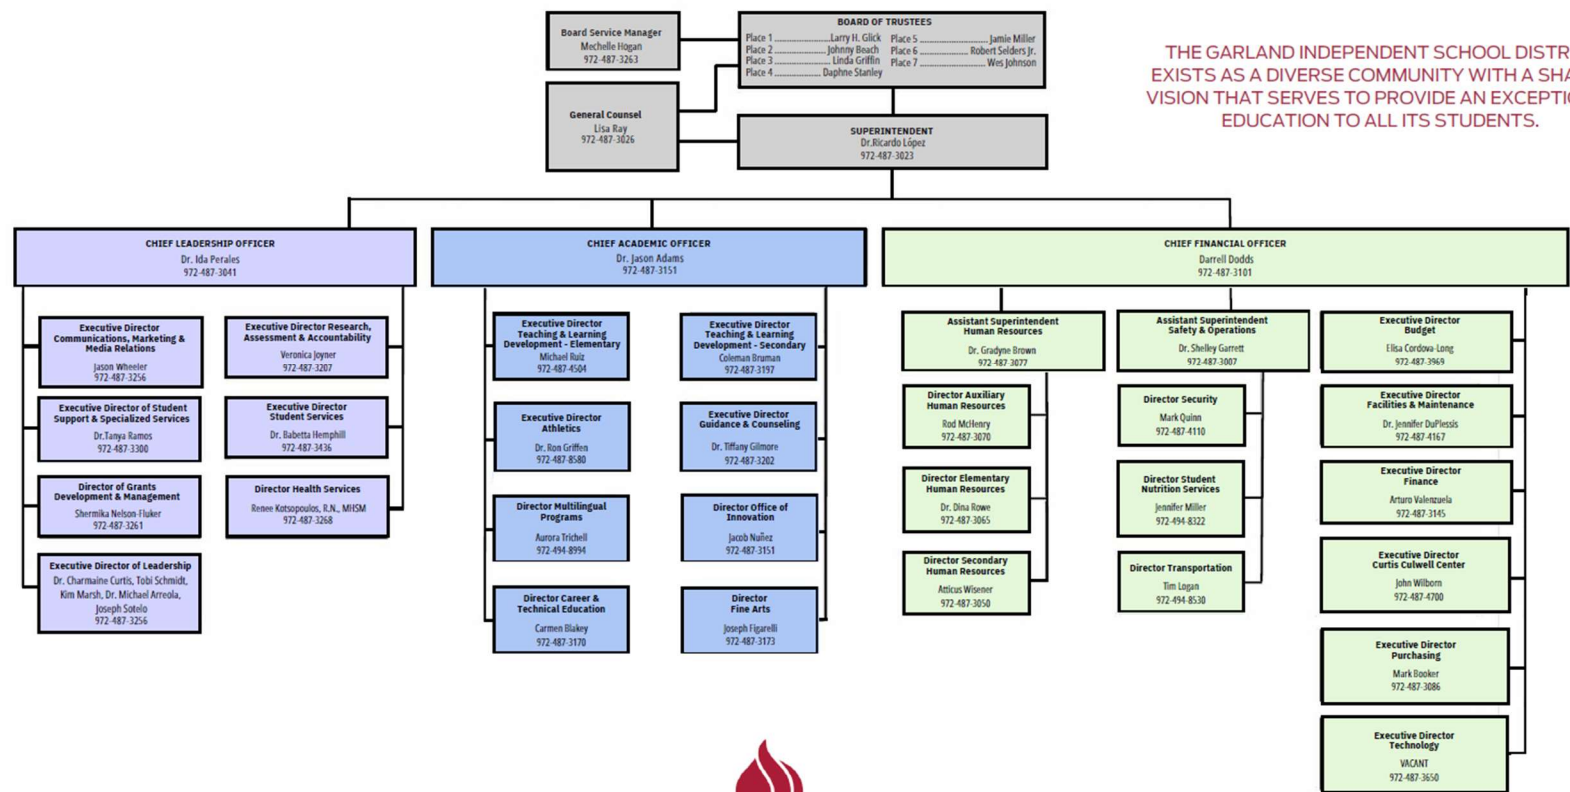 Board Service Manager
Mechelle Hogan
972-487-3263
BOARD OF TRUSTEES
Place 1 ........................Larry H. Glick
Place 2 ...................... Johnny Beach
Place 3 ........................ Linda Griffin
Place 4 .................... Daphne Stanley
Place 5 ............................. Jamie Miller
Place 6 .................... Robert Selders Jr.
Place 7 ............................ Wes Johnson
General Counsel
Lisa Ray
972-487-3026
SUPERINTENDENT
Dr.Ricardo López
972-487-3023
THE GARLAND INDEPENDENT SCHOOL DISTR
EXISTS AS A DIVERSE COMMUNITY WITH A SHA
VISION THAT SERVES TO PROVIDE AN EXCEPTIO
EDUCATION TO ALL ITS STUDENTS.
CHIEF LEADERSHIP OFFICER
Dr. Ida Perales
972-487-3041
Executive Director
Communications, Marketing &
Media Relations
Jason Wheeler
972-487-3256
Executive Director Research,
Assessment & Accountability
Veronica Joyner
972-487-3207
Executive Director of Student
Support & Specialized Services
Dr.Tanya Ramos
972-487-3300
Executive Director
Student Services
Dr. Babetta Hemphill
972-487-3436
Director of Grants
Development & Management
Shermika Nelson-Fluker
972-487-3261
Director Health Services
Renee Kotsopoulos, R.N., MHSM
972-487-3268
Executive Director of Leadership
Dr. Charmaine Curtis, Tobi Schmidt,
Kim Marsh, Dr. Michael Arreola,
Joseph Sotelo
972-487-3256
CHIEF ACADEMIC OFFICER
Dr. Jason Adams
972-487-3151
Executive Director
Teaching & Learning
Development - Elementary
Michael Ruiz
972-487-4504
Executive Director
Teaching & Learning
Development - Secondary
Coleman Bruman
972-487-3197
Executive Director
Athletics
Dr. Ron Griffen
972-487-8580
Executive Director
Guidance & Counseling
Dr. Tiffany Gilmore
972-487-3202
Director Multilingual
Programs
Aurora Trichell
972-494-8994
Director Office of
Innovation
Jacob Nuñez
972-487-3151
Director Career &
Technical Education
Carmen Blakey
972-487-3170
Director
Fine Arts
Joseph Figarelli
972-487-3173
CHIEF FINANCIAL OFFICER
Darrell Dodds
972-487-3101
Assistant Superintendent
Human Resources
Dr. Gradyne Brown
972-487-3077
Director Auxiliary
Human Resources
Rod McHenry
972-487-3070
Director Elementary
Human Resources
Dr. Dina Rowe
972-487-3065
Director Secondary
Human Resources
Atticus Wisener
972-487-3050
Assistant Superintendent
Safety & Operations
Dr. Shelley Garrett
972-487-3007
Director Security
Mark Quinn
972-487-4110
Director Student
Nutrition Services
Jennifer Miller
972-494-8322
Director Transportation
Tim Logan
972-494-8530
Executive Director
Budget
Elisa Cordova-Long
972-487-3969
Executive Director
Facilities & Maintenance
Dr. Jennifer DuPlessis
972-487-4167
Executive Director
Finance
Arturo Valenzuela
972-487-3145
Executive Director
Curtis Culwell Center
John Wilborn
972-487-4700
Executive Director
Purchasing
Mark Booker
972-487-3086
Executive Director
Technology
VACANT
972-487-3650